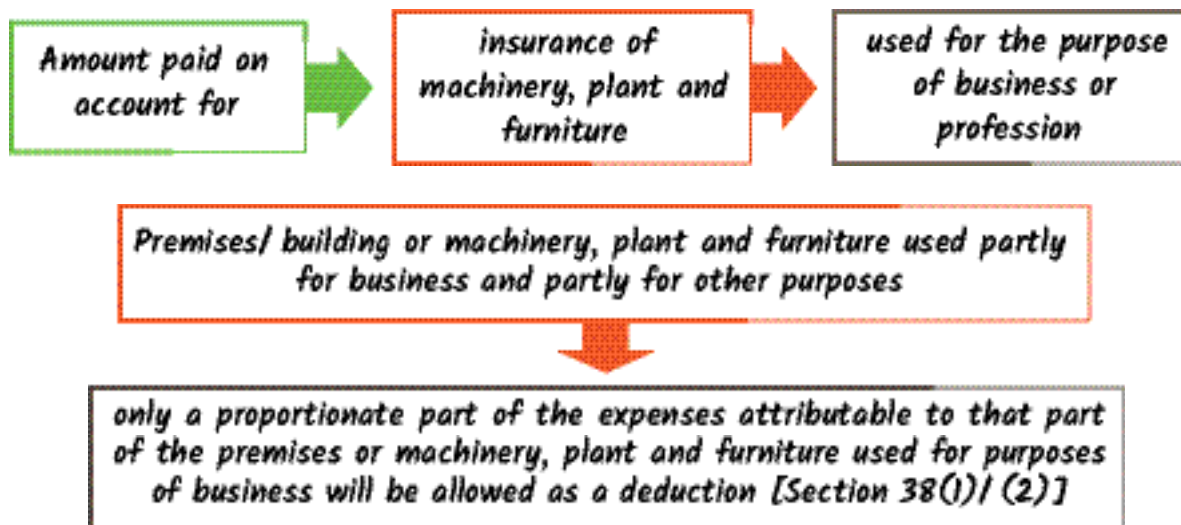 Amount paid on
account for
insurance of
machinery, plant and
furniture
used for the purpose
of business or
profession
Premises/ building or machinery, plant and furniture used partly
for business and partly for other purposes
only a proportionate part of the expenses attributable to that part
of the premises or machinery, plant and furniture used for purposes
of business will be allowed as a deduction [Section 38(1)/ (2)]